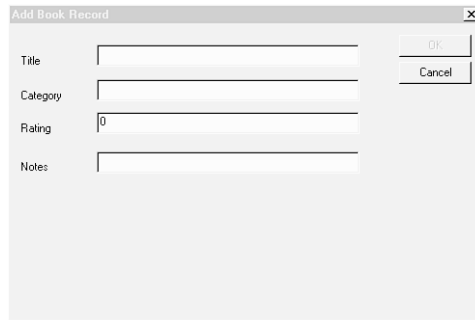 Add Book Record
OK
Title
Cancel
Category
Rating 0
Notes